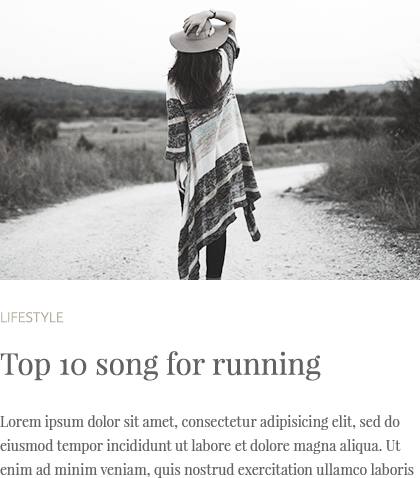 LIFESTYLE
Top 10 song for running
Lorem ipsum dolor sit amet, consectetur adipisicing elit, sed do
eiusmod tempor incididunt ut labore et dolore magna aliqua. Ut
enim ad minim veniam, quis nostrud exercitation ullamco laboris